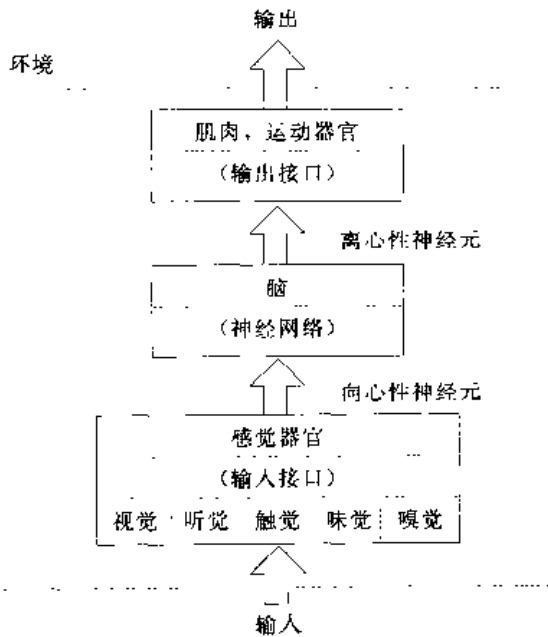 输出
环境
肌肉、运动器官
（输出接口）
离心性神经元
脑
（神经网络）
向心性神经元
感觉器官
（输入接口）
视觉 听觉 触觉 味觉 嗅觉
输入